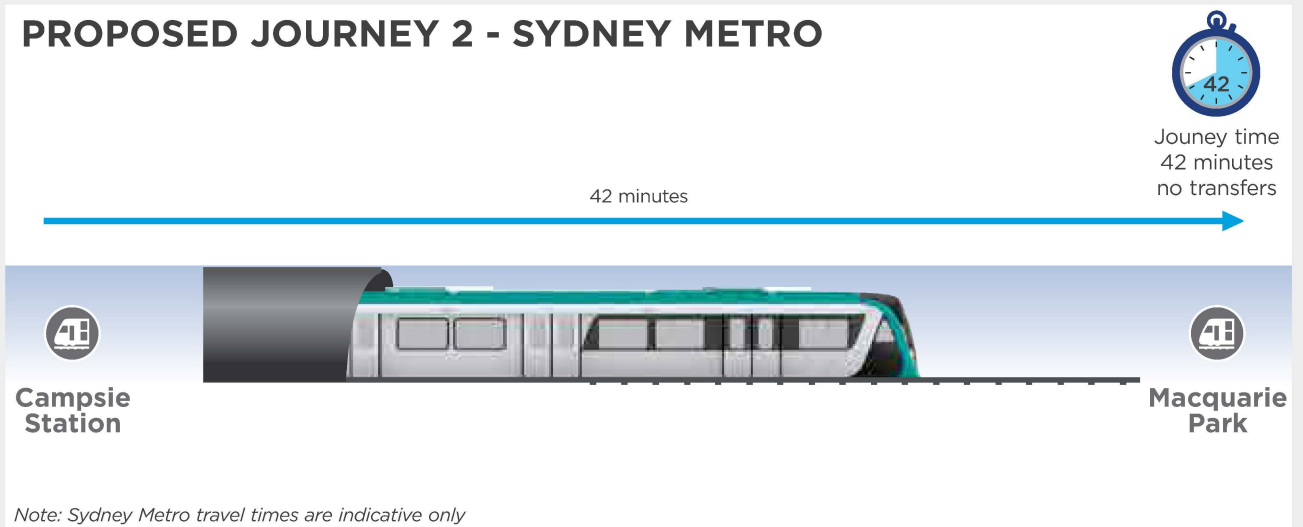 PROPOSED JOURNEY 2 - SYDNEY METRO
42
Jouney time
42 minutes
no transfers
42 minutes
Campsie
Station
Macquarie
Park
Note: Sydney Metro travel times are indicative only